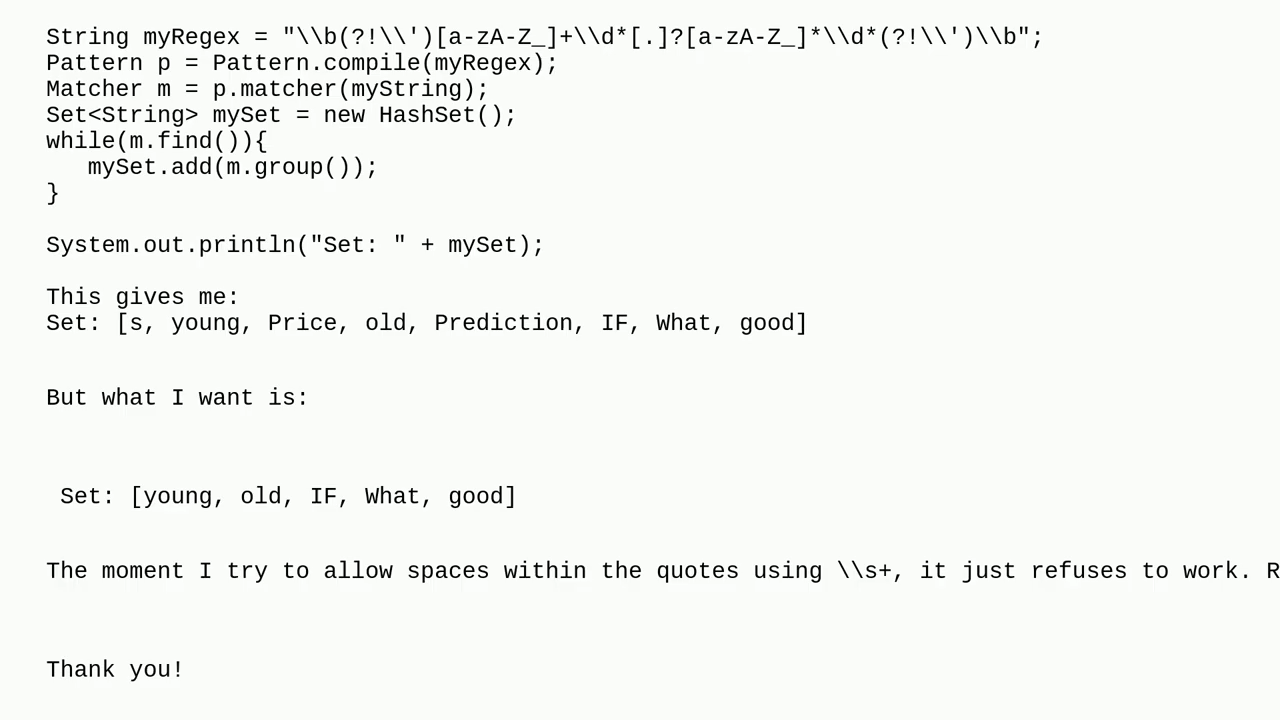 String myRegex = "\\b(?!\\')[a-zA-Z_]+\\d*[.]?[a-zA-Z_]*\\d*(?!\\')\\b";
Pattern p = Pattern.compile(myRegex);
Matcher m = p.matcher(myString);
Set<String> mySet = new HashSet();
while(m.find()){
   mySet.add(m.group());
}
System.out.println("Set: " + mySet);
This gives me:
Set: [s, young, Price, old, Prediction, IF, What, good]
But what I want is:
Set: [young, old, IF, What, good]
The moment I try to allow spaces within the quotes using \\s+, it just refuses to work.
Thank you!